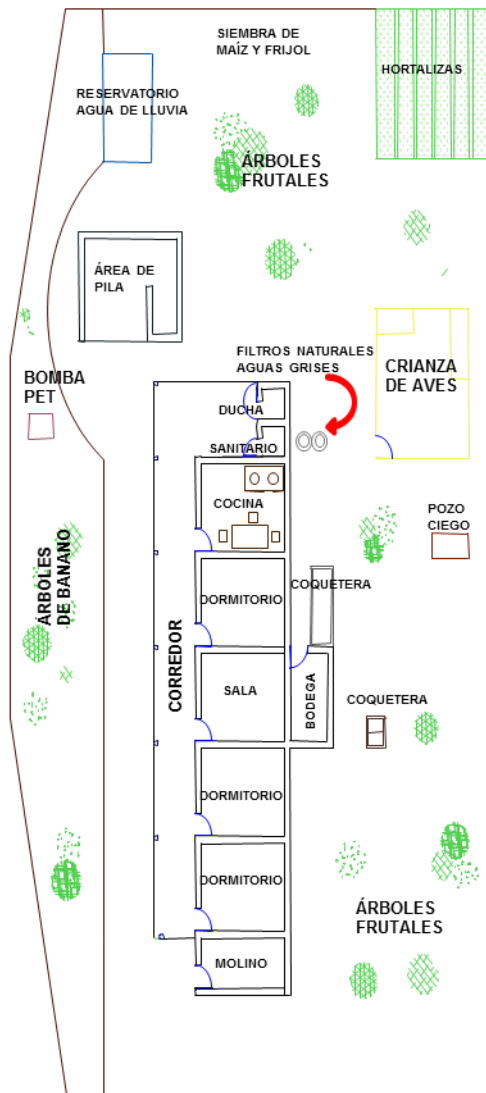 SIEMBRA DE
MAÍZ Y FRIJOL
HORTALIZAS
RESERVATORIO
AGUA DE LLUVIA
ÁRBOLES
FRUTALES
ÁREA DE
PILA
FILTROS NATURALES
AGUAS GRISES
CRIANZA
DE AVES
BOMBA
PET
DUCHA
SANITARIO
COCINA
POZO
CIEGO
ÁRBOLES
DE BANANO
COQUETERA
DORMITORIO
CORREDOR
SALA
BODEGA
COQUETERA
DORMITORIO
DORMITORIO
ÁRBOLES
FRUTALES
MOLINO